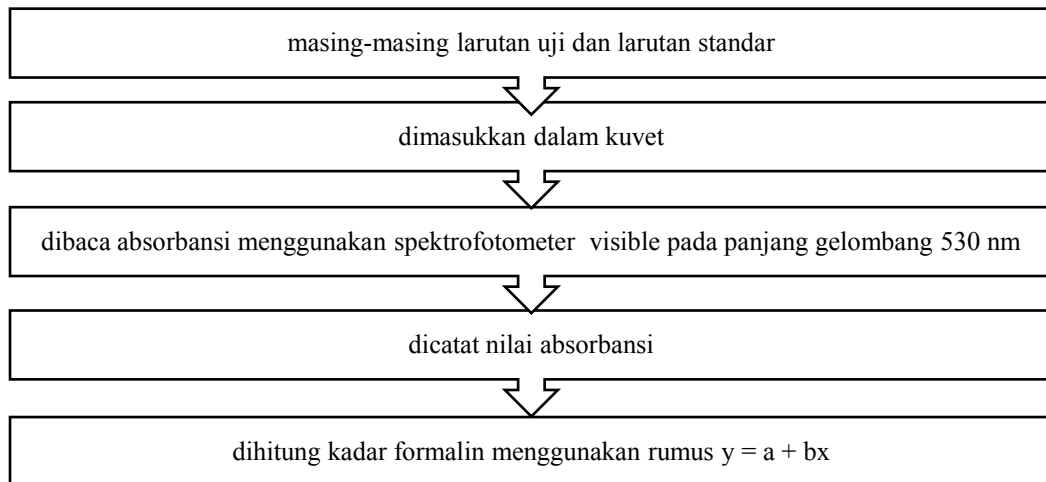 masing-masing larutan uji dan larutan standar
dimasukkan dalam kuvet
dibaca absorbansi menggunakan spektrofotometer visible pada panjang gelombang 530 nm
dicatat nilai absorbansi
dihitung kadar formalin menggunakan rumus y = a + bx